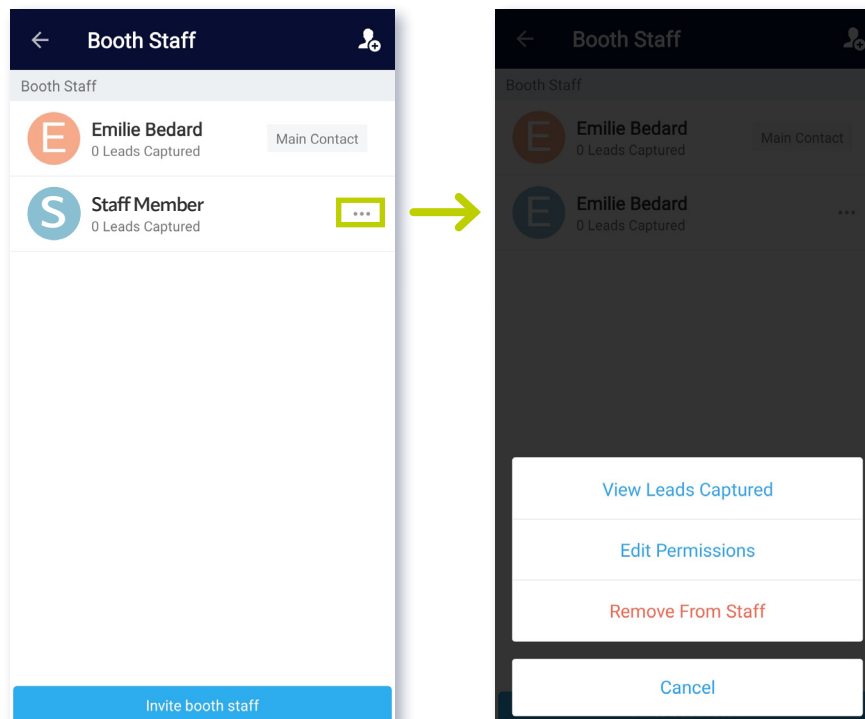 Booth Staff
Booth Staff
E
Emilie Bedard
0 Leads Captured
Main Contact
S
Staff Member
0 Leads Captured
Invite booth staff
Booth Staff
Booth Staff
E
Emilie Bedard
0 Leads Captured
Main Contact
E
Emilie Bedard
0 Leads Captured
View Leads Captured
Edit Permissions
Remove From Staff
Cancel